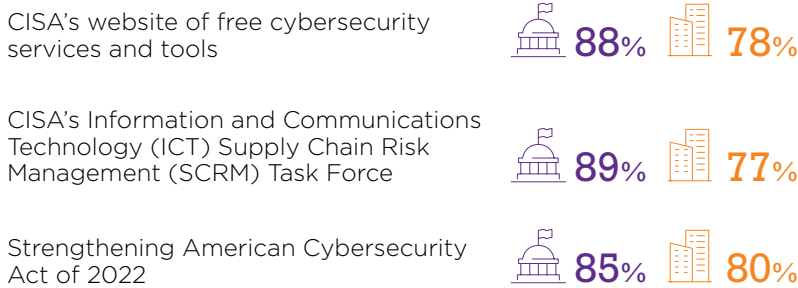 CISA’s website of free cybersecurity
services and tools
88% 78%
CISA’s Information and Communications
Technology (ICT) Supply Chain Risk
Management (SCRM) Task Force
89% 77%
Strengthening American Cybersecurity
Act of 2022
85% 80%